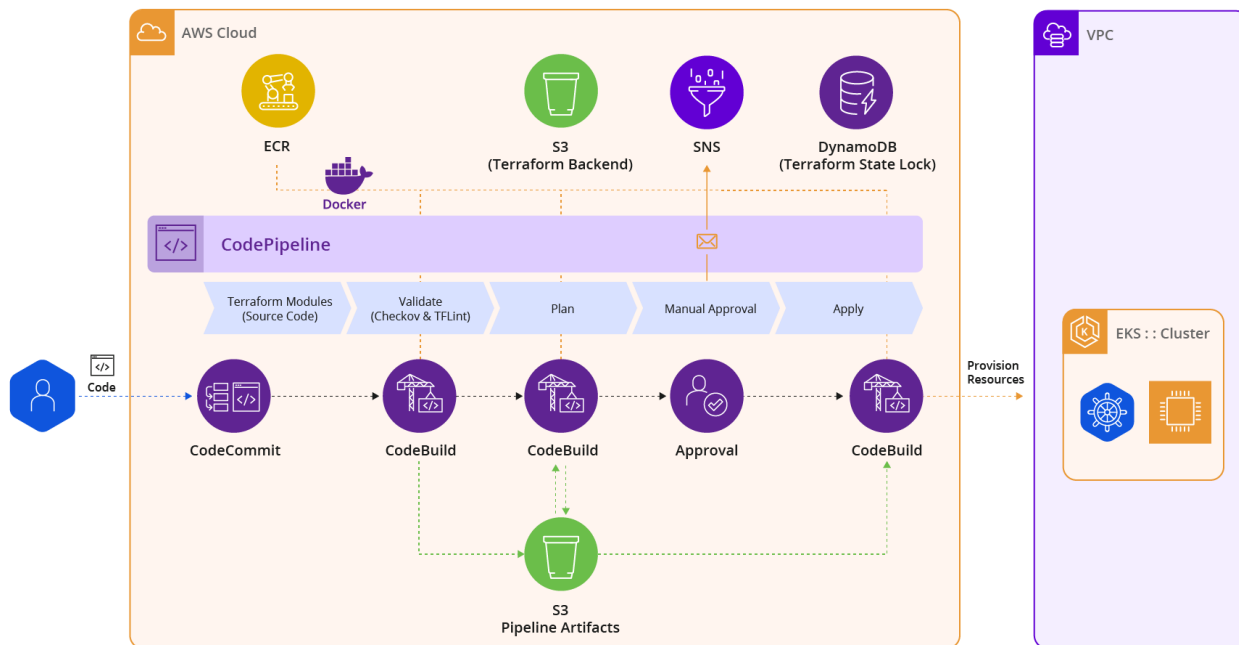 AWS Cloud
VPC
ECR
S3
(Terraform Backend)
SNS
DynamoDB
(Terraform State Lock)
Docker
CodePipeline
Terraform Modules
(Source Code)
Validate
(Checkov & TFLint)
Plan
Manual Approval
Apply
EKS : : Cluster
Code
Provision
Resources
CodeCommit
CodeBuild
CodeBuild
Approval
CodeBuild
S3
Pipeline Artifacts